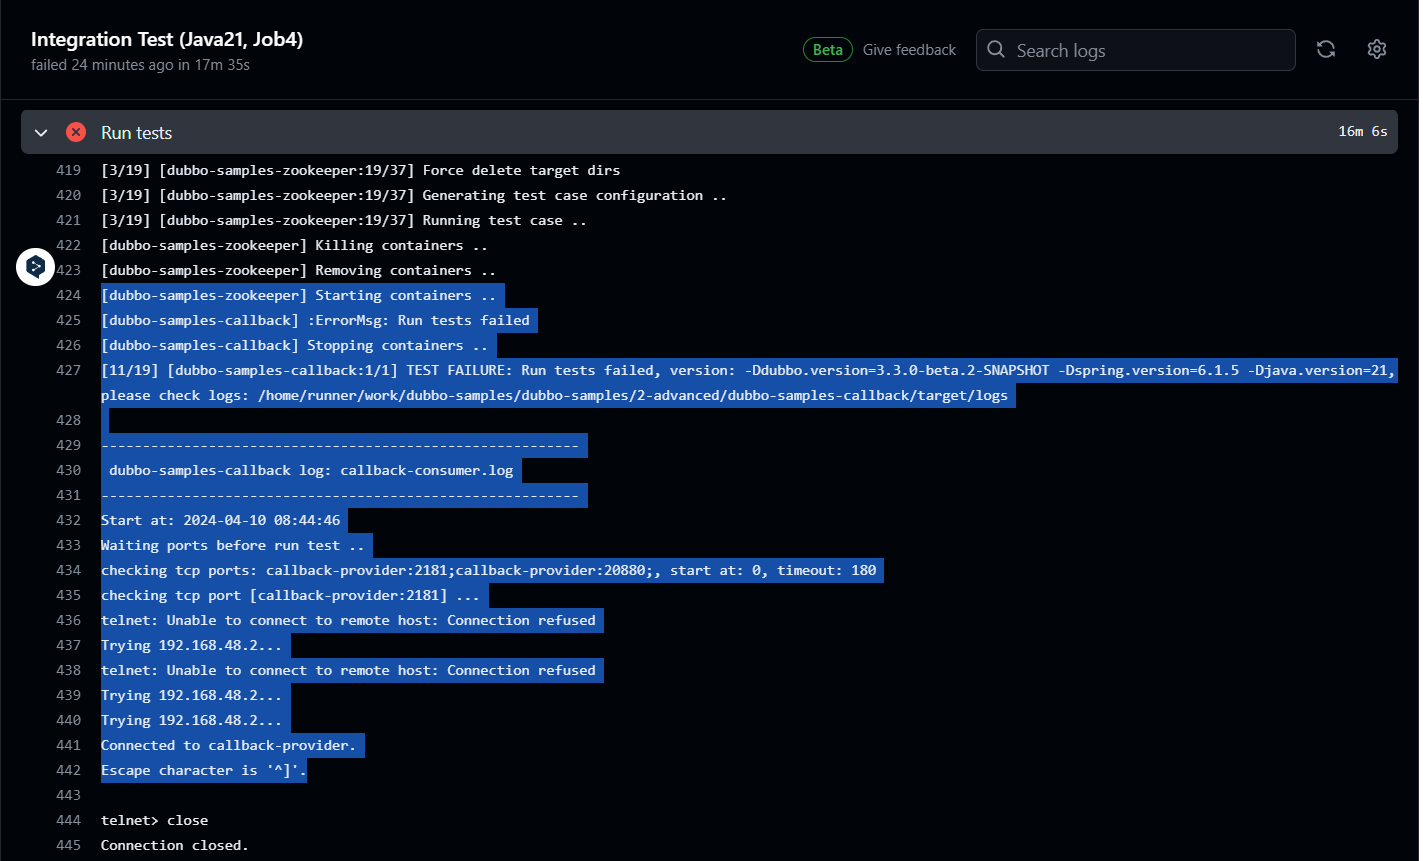 Integration Test (Java21, Job4)
failed 24 minutes ago in 17m 35s
Beta Give feedback Search logs
Run tests 16m 6s
419 [3/19] [dubbo-samples-zookeeper:19/37] Force delete target dirs
420 [3/19] [dubbo-samples-zookeeper:19/37] Generating test case configuration ..
421 [3/19] [dubbo-samples-zookeeper:19/37] Running test case ..
422 [dubbo-samples-zookeeper] Killing containers ..
423 [dubbo-samples-zookeeper] Removing containers ..
424 [dubbo-samples-zookeeper] Starting containers ..
425 [dubbo-samples-callback] :ErrorMsg: Run tests failed
426 [dubbo-samples-callback] Stopping containers ..
427 [11/19] [dubbo-samples-callback:1/1] TEST FAILURE: Run tests failed, version: -Ddubbo.version=3.3.0-beta.2-SNAPSHOT -Dspring.version=6.1.5 -Djava.version=21,
please check logs: /home/runner/work/dubbo-samples/dubbo-samples/2-advanced/dubbo-samples-callback/target/logs
428
429 ----------------------------------------------------------
430 dubbo-samples-callback log: callback-consumer.log
431 ----------------------------------------------------------
432 Start at: 2024-04-10 08:44:46
433 Waiting ports before run test ..
434 checking tcp ports: callback-provider:2181;callback-provider:20880;, start at: 0, timeout: 180
435 checking tcp port [callback-provider:2181] ...
436 telnet: Unable to connect to remote host: Connection refused
437 Trying 192.168.48.2...
438 telnet: Unable to connect to remote host: Connection refused
439 Trying 192.168.48.2...
440 Trying 192.168.48.2...
441 Connected to callback-provider.
442 Escape character is '^]'.
443
444 telnet> close
445 Connection closed.